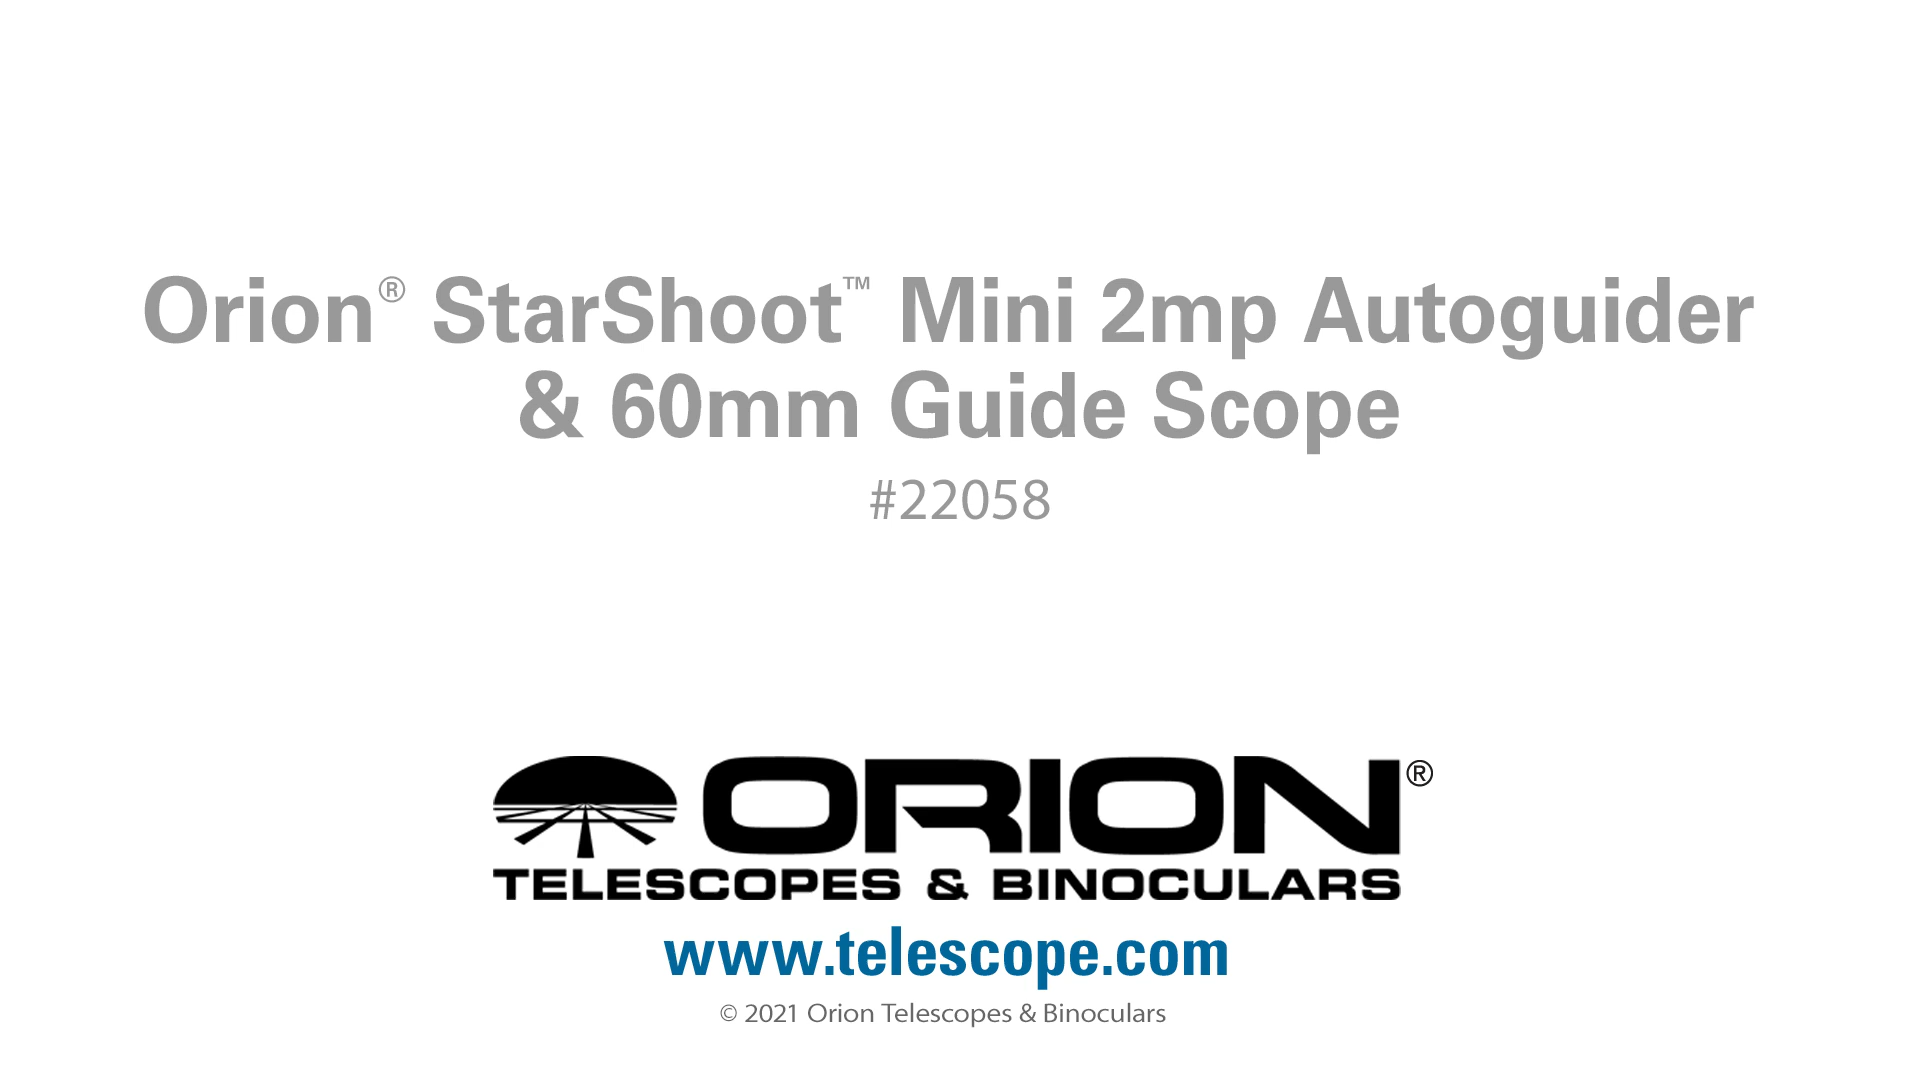 Orion® StarShoot™ Mini 2mp Autoguider
& 60mm Guide Scope
#22058
ORION®
TELESCOPES & BINOCULARS
www.telescope.com
© 2021 Orion Telescopes & Binoculars